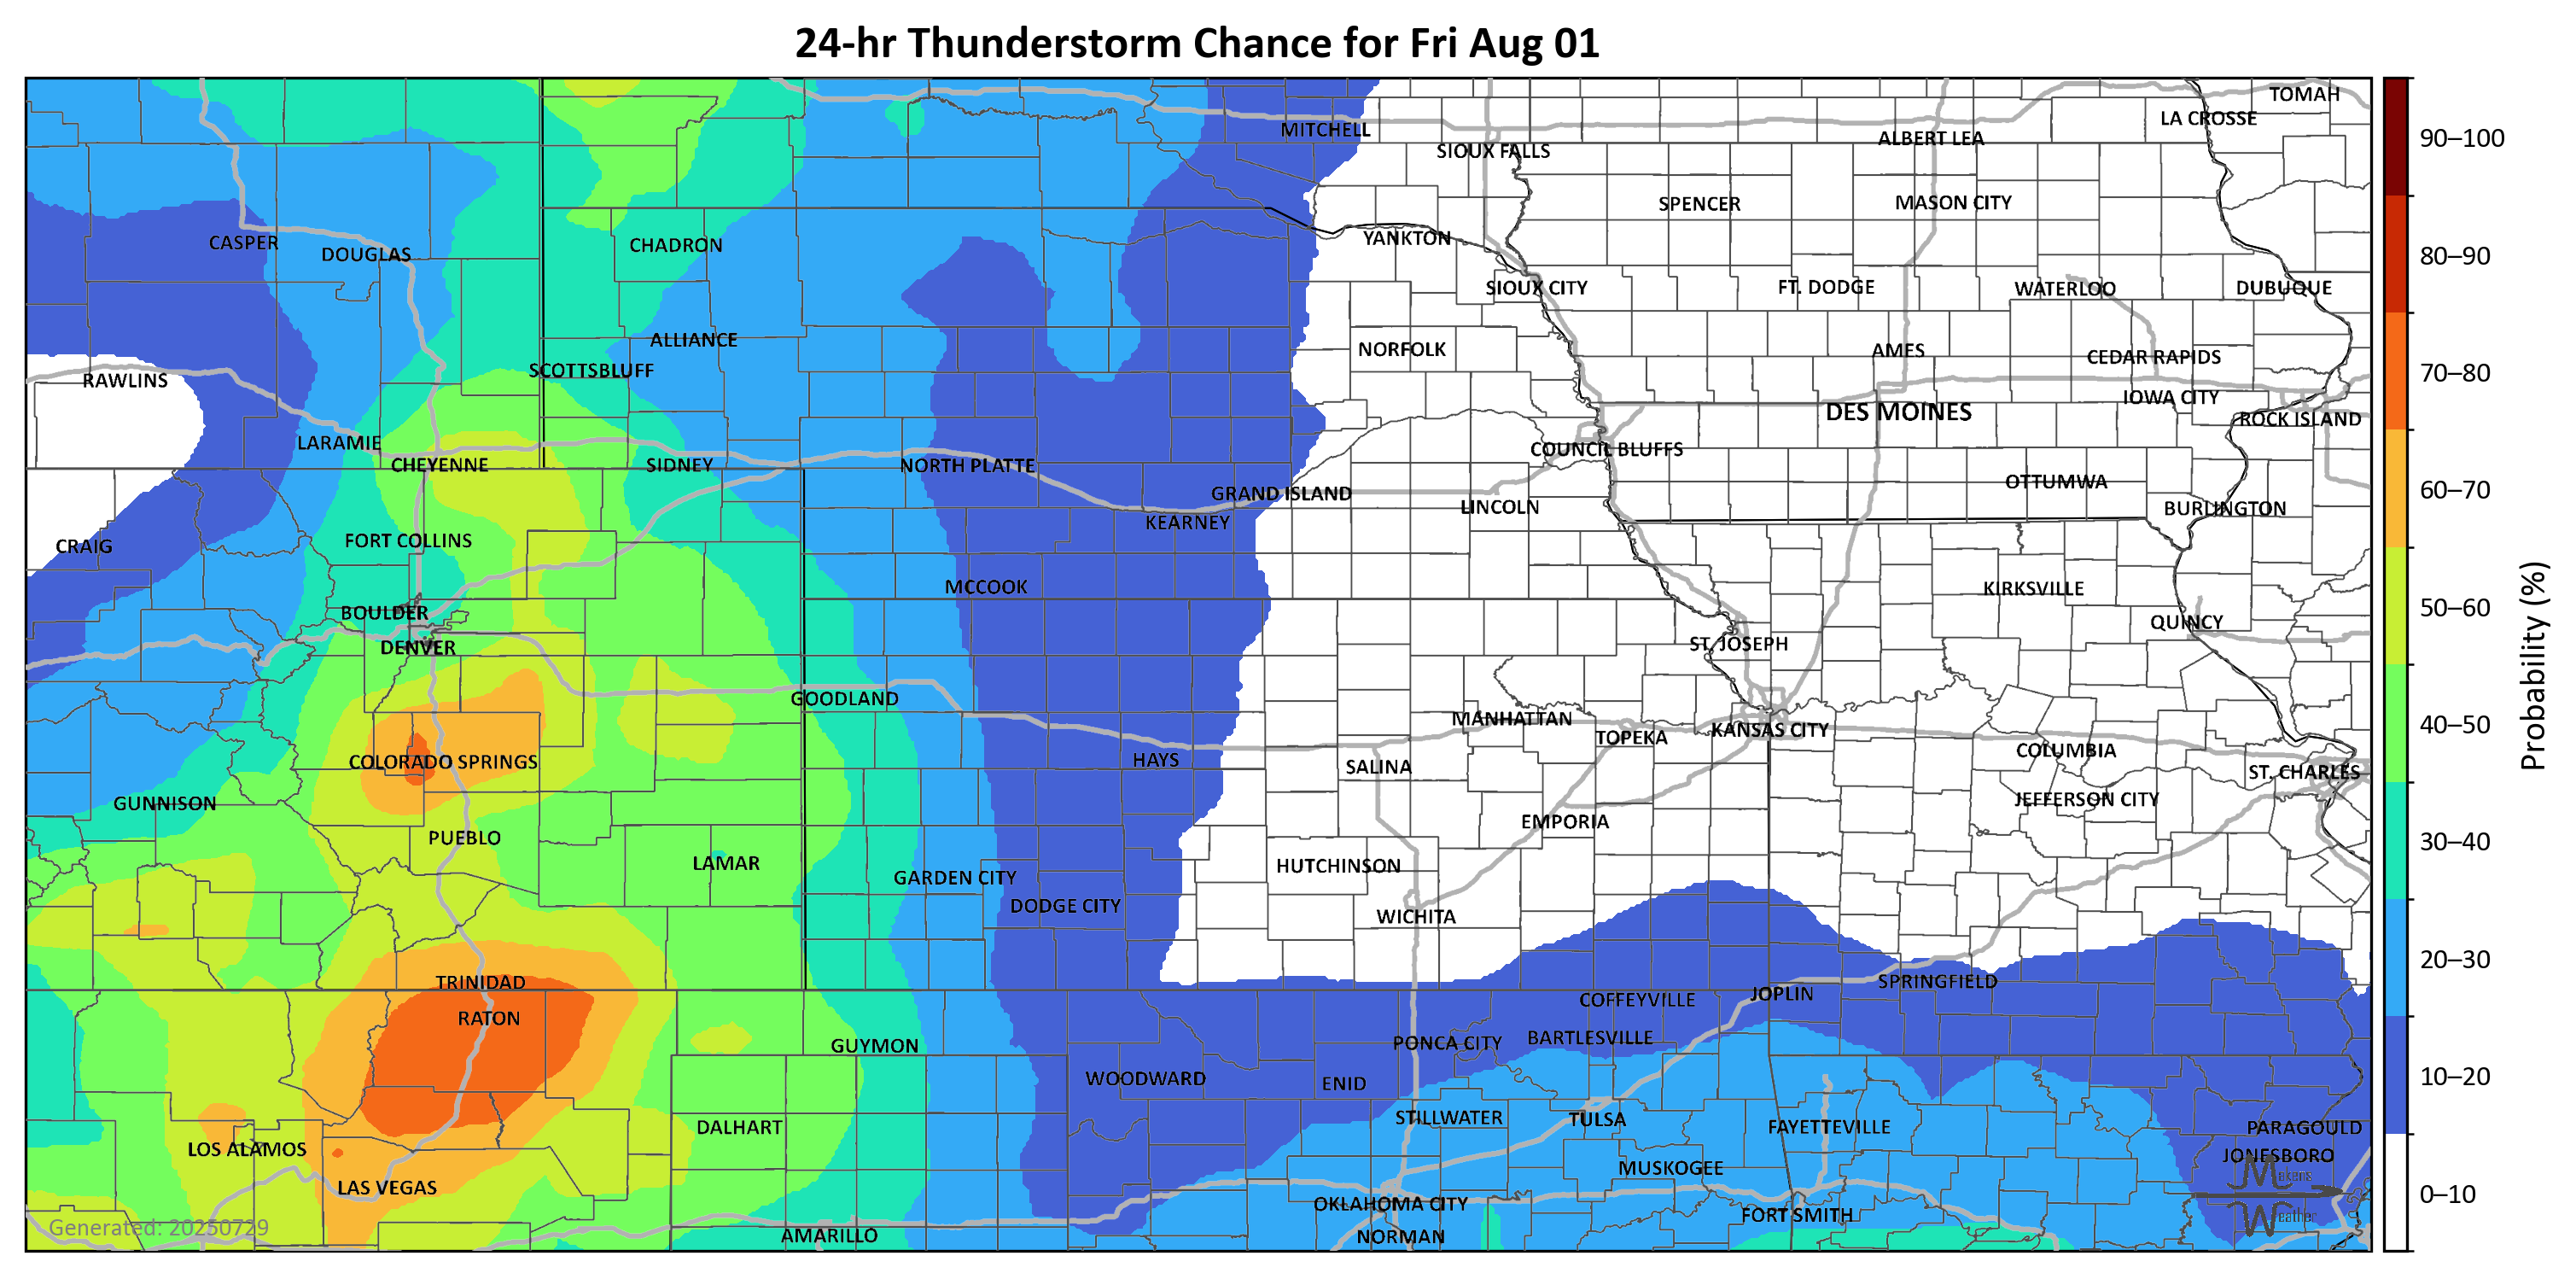 24-hr Thunderstorm Chance for Fri Aug 01
TOMAH
LA CROSSE
MITCHELL
ALBERT LEA
SIOUX FALLS
SPENCER
MASON CITY
CASPER
DOUGLAS
CHADRON
YANKTON
SIOUX CITY
FT. DODGE
WATERLOO
DUBUQUE
ALLIANCE
NORFOLK
AMES
CEDAR RAPIDS
RAWLINS
SCOTTSBLUFF
IOWA CITY
DES MOINES
ROCK ISLAND
LARAMIE
COUNCIL BLUFFS
CHEYENNE
SIDNEY
NORTH PLATTE
OTTUMWA
GRAND ISLAND
LINCOLN
BURLINGTON
KEARNEY
CRAIG
FORT COLLINS
MCCOOK
KIRKSVILLE
BOULDER
QUINCY
DENVER
ST. JOSEPH
GOODLAND
MANHATTAN
TOPEKA
KANSAS CITY
COLUMBIA
COLORADO SPRINGS
HAYS
SALINA
ST. CHARLES
GUNNISON
JEFFERSON CITY
PUEBLO
EMPORIA
LAMAR
HUTCHINSON
GARDEN CITY
DODGE CITY
WICHITA
TRINIDAD
SPRINGFIELD
COFFEYVILLE
JOPLIN
RATON
GUYMON
PONCA CITY
BARTLESVILLE
WOODWARD
ENID
STILLWATER
TULSA
DALHART
FAYETTEVILLE
PARAGOULD
LOS ALAMOS
JONESBORO
MUSKOGEE
LAS VEGAS
OKLAHOMA CITY
FORT SMITH
AMARILLO
NORMAN
Generated: 20250729
Makens
Weather
90–100
80–90
70–80
60–70
50–60
40–50
30–40
20–30
10–20
0–10
Probability (%)